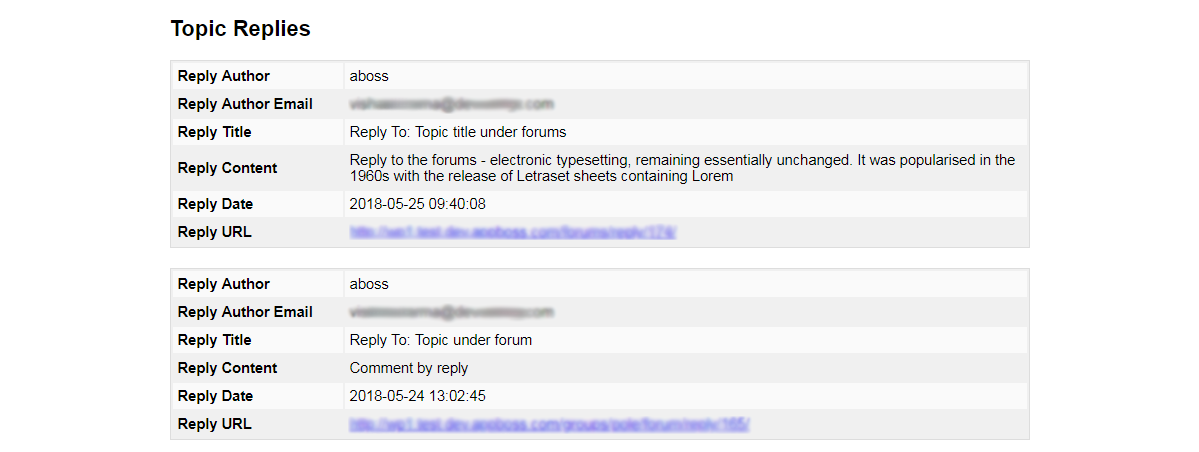 Topic Replies
Reply Author aboss
Reply Author Email
Reply Title Reply To: Topic title under forums
Reply Content Reply to the forums - electronic typesetting, remaining essentially unchanged. It was popularised in the
1960s with the release of Letraset sheets containing Lorem
Reply Date 2018-05-25 09:40:08
Reply URL
Reply Author aboss
Reply Author Email
Reply Title Reply To: Topic under forum
Reply Content Comment by reply
Reply Date 2018-05-24 13:02:45
Reply URL